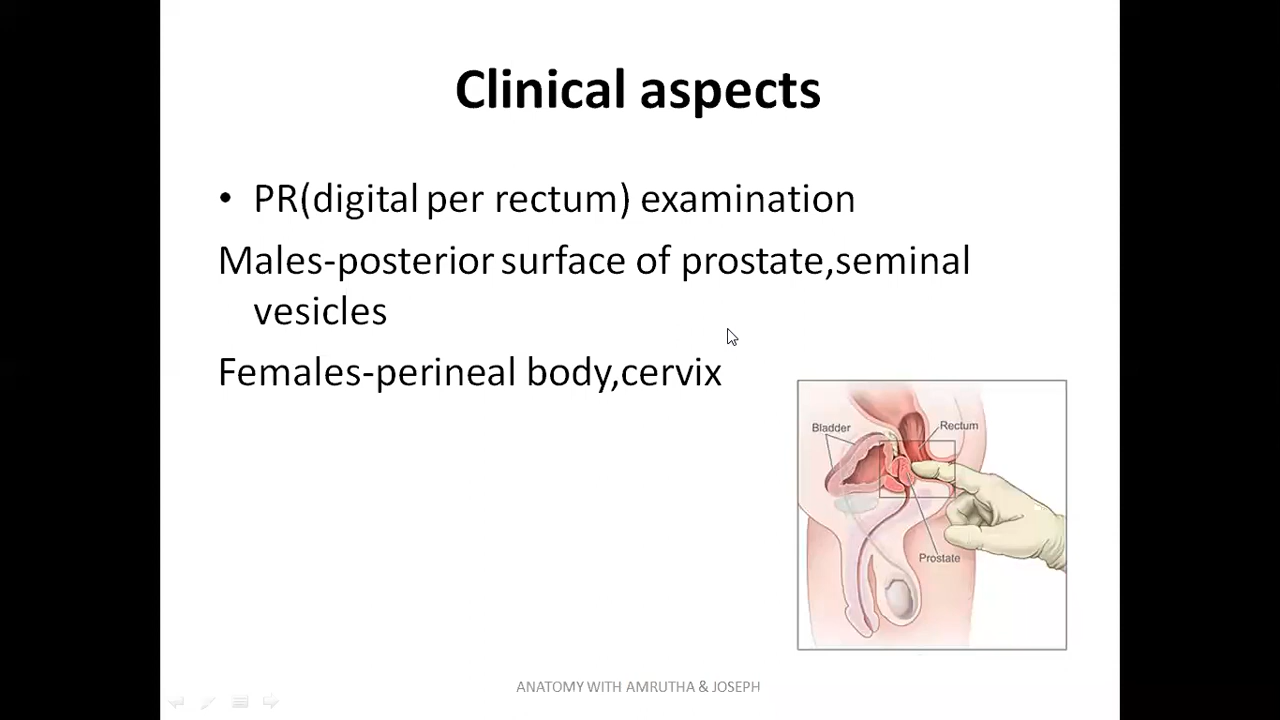 Clinical aspects
• PR(digital per rectum) examination
Males-posterior surface of prostate,seminal
vesicles
Females-perineal body,cervix
Bladder
Rectum
Prostate
ANATOMY WITH AMRUTHA & JOSEPH